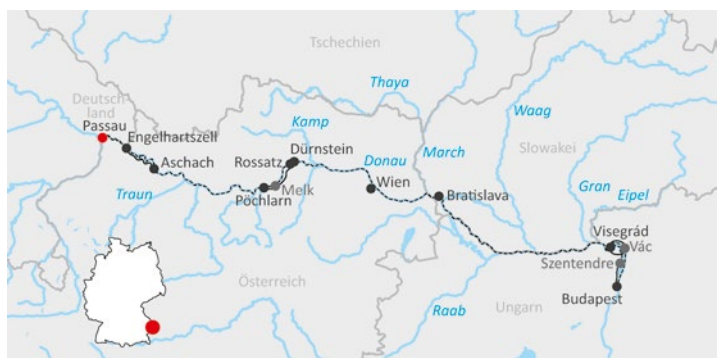 Tschechien
Thaya
Deutsch-
land
Passau
Engelhartszell
Waag
Kamp
Aschach
Rossatz
Dürnstein
Donau
March
Slowakei
Traun
Melk
Wien
Pöchlarn
Bratislava
Gran
Eipel
Visegrád
Vác
Szentendre
Österreich
Budapest
Raab
Ungarn